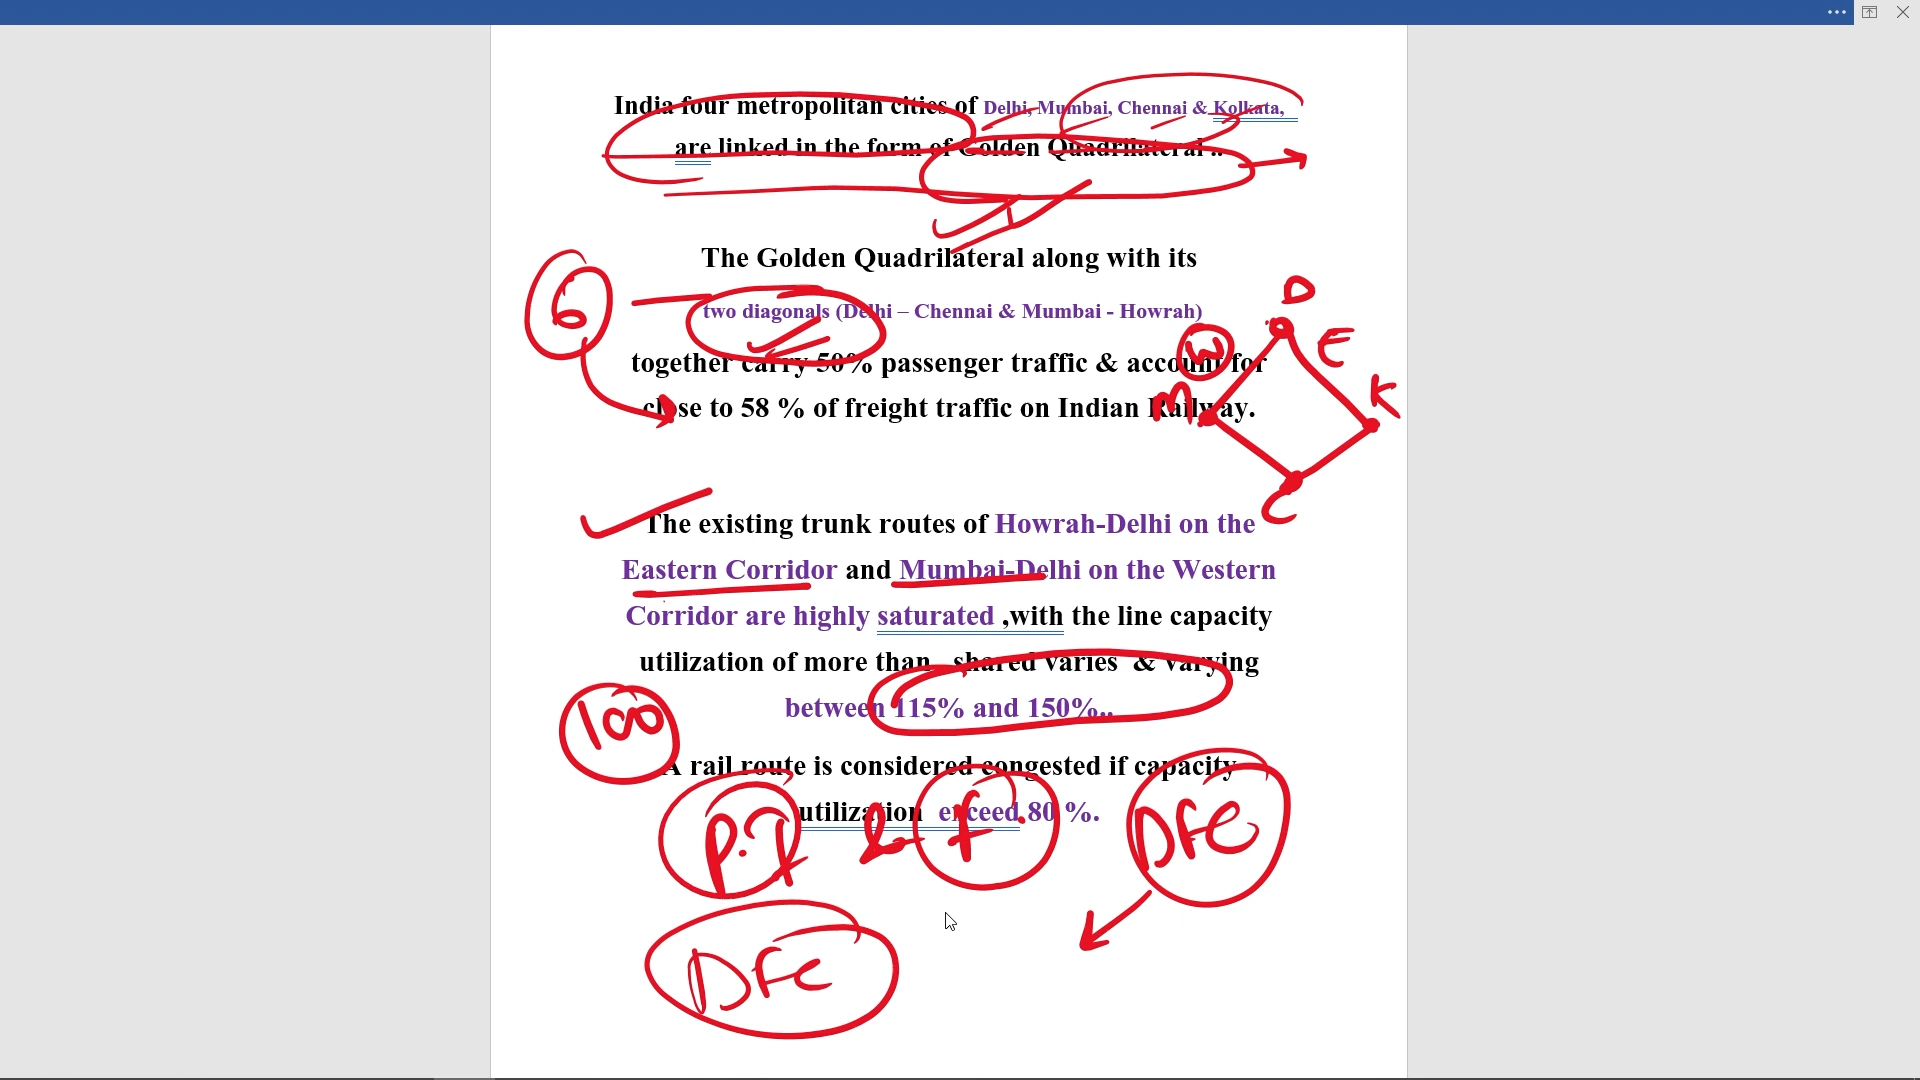 India four metropolitan cities of Delhi, Mumbai, Chennai & Kolkata,
are linked in the form of Golden Quadrilateral ..
The Golden Quadrilateral along with its
6
D
two diagonals (Delhi – Chennai & Mumbai - Howrah)
W
E
together carry 50% passenger traffic & account for
M
K
close to 58 % of freight traffic on Indian Railway.
C
The existing trunk routes of Howrah-Delhi on the
Eastern Corridor and Mumbai-Delhi on the Western
Corridor are highly saturated ,with the line capacity
utilization of more than shared varies & varying
between 115% and 150%..
100
A rail route is considered congested if capacity
utilization exceed 80 %.
P.T & f. DFC
DFC